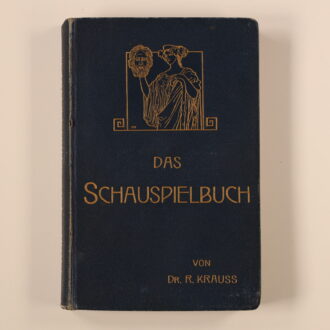 DAS
SCHAUSPIELBUCH
VON
DR. R. KRAUSS